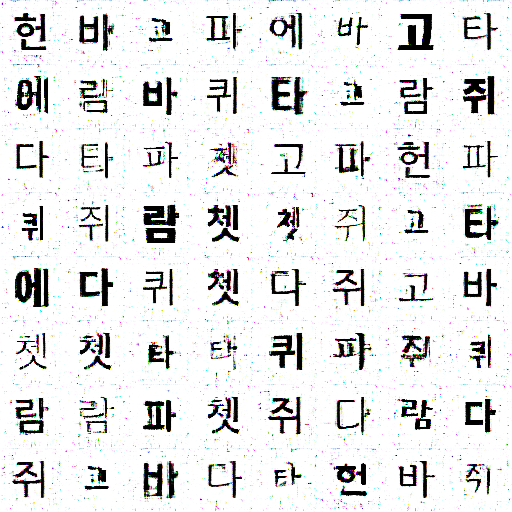 헌 바 고 파 에 바 고 타
에 람 바 퀴 타 고 람 쥐
다 타 파 쳇 고 파 헌 파
퀴 쥐 람 쳇 쳇 쥐 고 타
에 다 퀴 쳇 다 쥐 고 바
쳇 쳇 타 타 퀴 파 쥐 퀴
람 람 파 쳇 쥐 다 람 다
쥐 고 바 다 타 헌 바 쥐